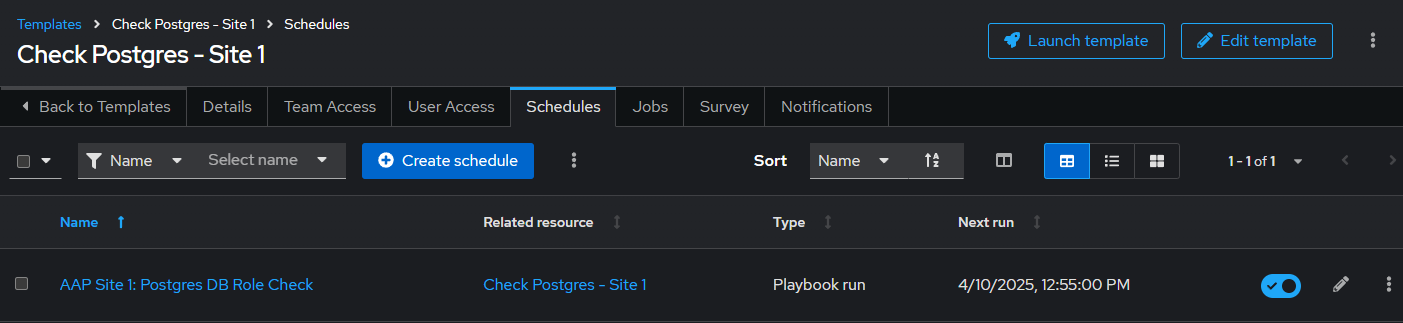 Templates > Check Postgres - Site 1 > Schedules
Check Postgres - Site 1
Launch template
Edit template
Back to Templates
Details
Team Access
User Access
Schedules
Jobs
Survey
Notifications
Name
Select name
Create schedule
Sort
Name
1 - 1 of 1
Name
Related resource
Type
Next run
AAP Site 1: Postgres DB Role Check
Check Postgres - Site 1
Playbook run
4/10/2025, 12:55:00 PM